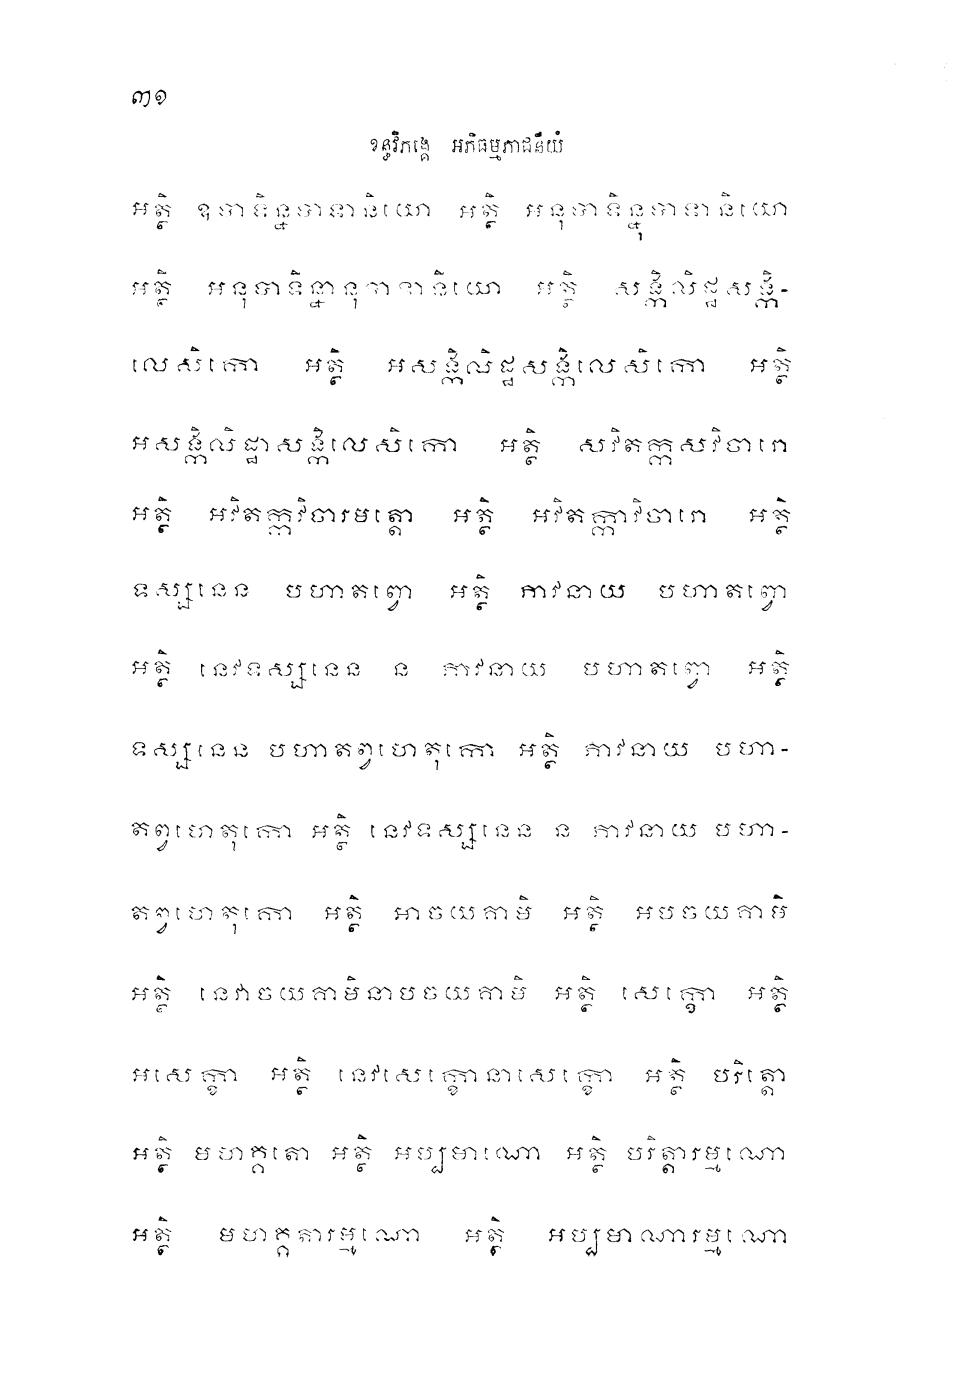 ៣១
ខន្ធវិភង្គេ អភិធម្មភាជនីយំ
អត្ថិ ឧបាទិន្នុបាទានិយោ អត្ថិ អនុបាទិន្នុបាទានិយោ
អត្ថិ អនុបាទិន្នានុបាទានិយោ អត្ថិ សង្កិលិដ្ឋសង្កិ-
លេសិកោ អត្ថិ អសង្កិលិដ្ឋសង្កិលេសិកោ អត្ថិ
អសង្កិលិដ្ឋាសង្កិលេសិកោ អត្ថិ សវិតក្កសវិចារោ
អត្ថិ អវិតក្កវិចារមត្តោ អត្ថិ អវិតក្កាវិចារោ អត្ថិ
ទស្សនេន បហាតព្វោ អត្ថិ ភាវនាយ បហាតព្វោ
អត្ថិ នេវទស្សនេន ន ភាវនាយ បហាតព្វោ អត្ថិ
ទស្សនេន បហាតព្វហេតុកោ អត្ថិ ភាវនាយ បហា-
តព្វហេតុកោ អត្ថិ នេវទស្សនេន ន ភាវនាយ បហា-
តព្វហេតុកោ អត្ថិ អាចយគាមិ អត្ថិ អបចយគាមិ
អត្ថិ នេវាចយគាមិនាបចយគាមិ អត្ថិ សេក្ខោ អត្ថិ
អសេក្ខោ អត្ថិ នេវសេក្ខោនាសេក្ខោ អត្ថិ បរិត្តោ
អត្ថិ មហគ្គតោ អត្ថិ អប្បមាណោ អត្ថិ បរិត្តារម្មណោ
អត្ថិ មហគ្គតារម្មណោ អត្ថិ អប្បមាណារម្មណោ